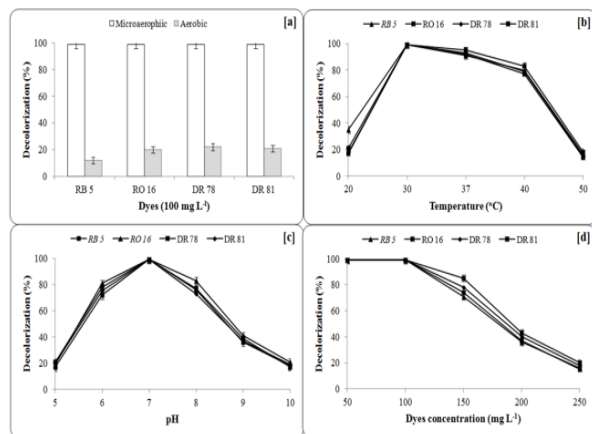 Microaerophiic Aerobic [a]
Decolorization (%)
100
80
60
40
20
0
RB 5 RO 16 DR 78 DR 81
Dyes (100 mg L-1)
RB 5 RO 16 DR 78 DR 81 [b]
Decolorization (%)
100
80
60
40
20
0
20 30 37 40 50
Temperature (°C)
RB 5 RO 16 DR 78 DR 81
[c]
Decolorization (%)
100
80
60
40
20
0
5 6 7 8 9 10
pH
RB 5 RO 16 DR 78 DR 81
[d]
Decolorization (%)
100
80
60
40
20
0
50 100 150 200 250
Dyes concentration (mg L-1)